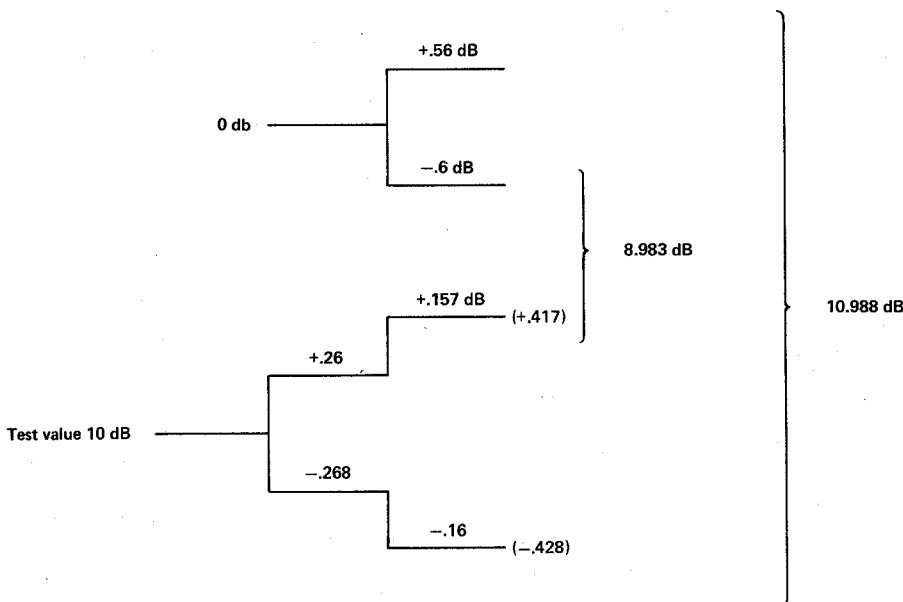 +.56 dB
0 db
−.6 dB
8.983 dB
+.157 dB
(+.417)
10.988 dB
+.26
Test value 10 dB
−.268
−.16
(−.428)